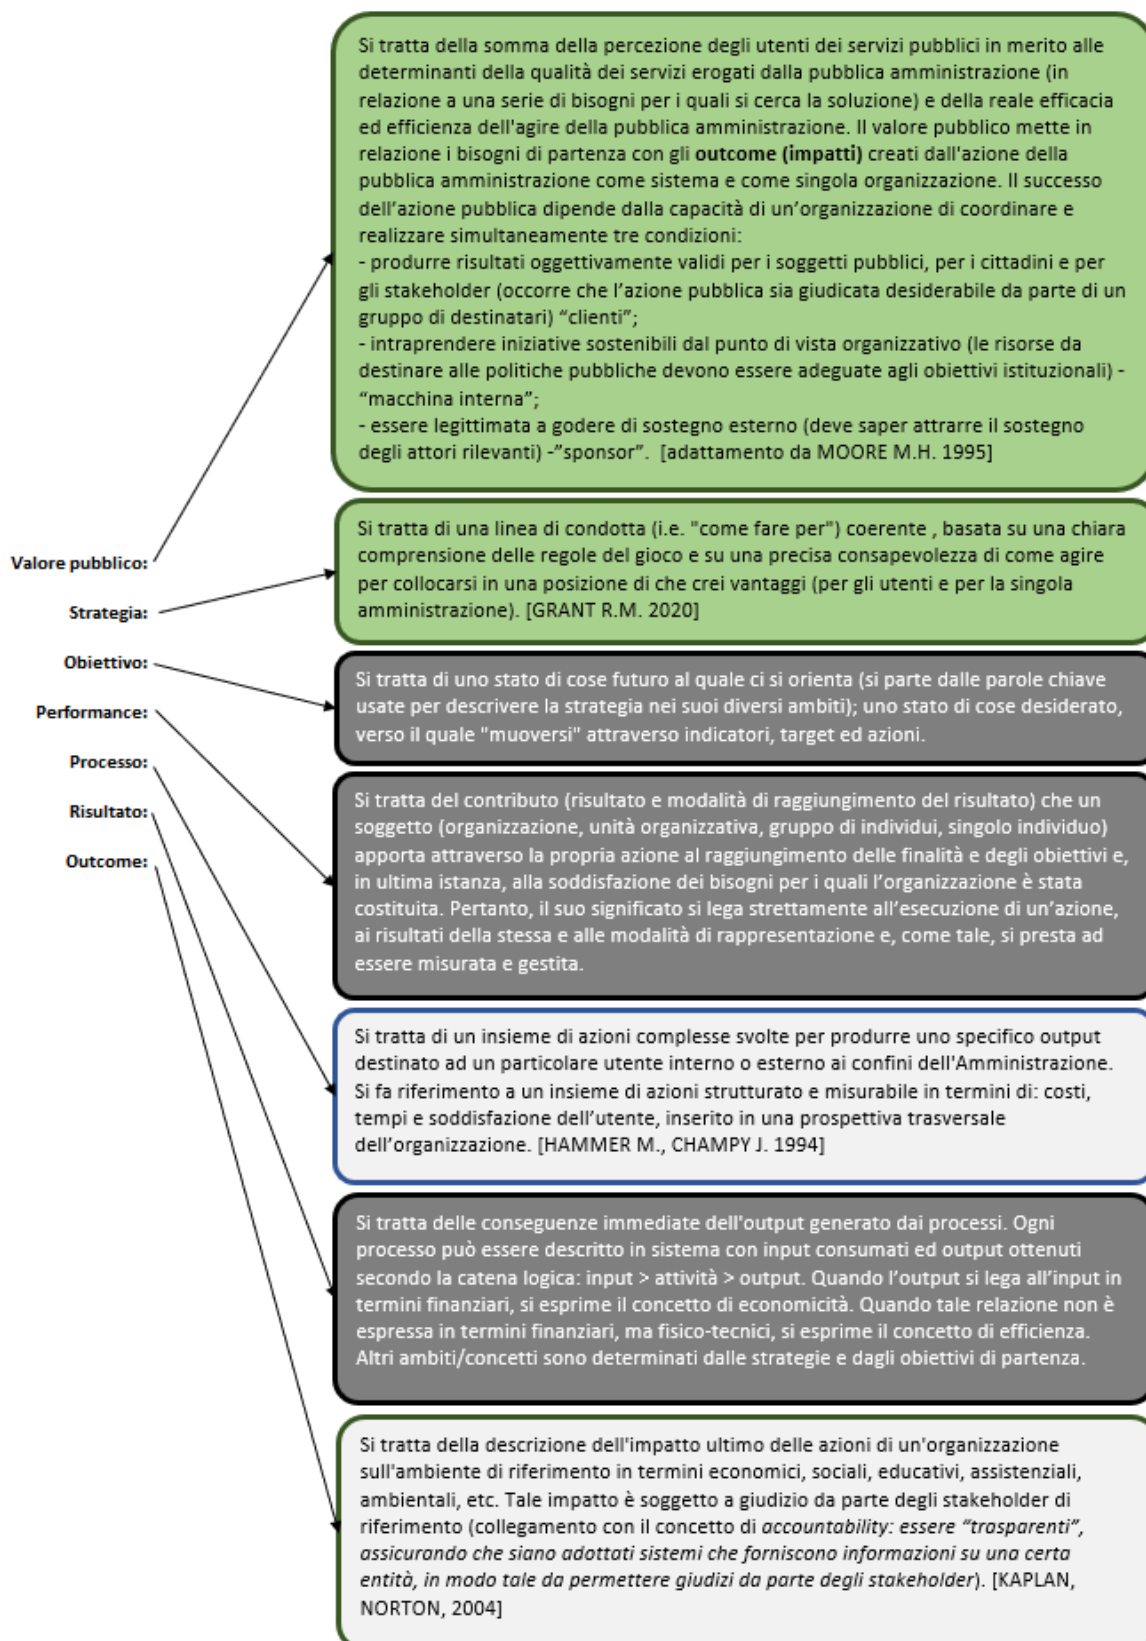 Si tratta della somma della percezione degli utenti dei servizi pubblici in merito alle
determinanti della qualità dei servizi erogati dalla pubblica amministrazione (in
relazione a una serie di bisogni per i quali si cerca la soluzione) e della reale efficacia
ed efficienza dell'agire della pubblica amministrazione. Il valore pubblico mette in
relazione i bisogni di partenza con gli outcome (impatti) creati dall'azione della
pubblica amministrazione come sistema e come singola organizzazione. Il successo
dell’azione pubblica dipende dalla capacità di un’organizzazione di coordinare e
realizzare simultaneamente tre condizioni:
- produrre risultati oggettivamente validi per i soggetti pubblici, per i cittadini e per
gli stakeholder (occorre che l’azione pubblica sia giudicata desiderabile da parte di un
gruppo di destinatari) “clienti”;
- intraprendere iniziative sostenibili dal punto di vista organizzativo (le risorse da
destinare alle politiche pubbliche devono essere adeguate agli obiettivi istituzionali) -
“macchina interna”;
- essere legittimata a godere di sostegno esterno (deve saper attrarre il sostegno
degli attori rilevanti) -”sponsor”. [adattamento da MOORE M.H. 1995]
Valore pubblico:
Strategia:
Obiettivo:
Performance:
Processo:
Risultato:
Outcome:
Si tratta di una linea di condotta (i.e. "come fare per") coerente , basata su una chiara
comprensione delle regole del gioco e su una precisa consapevolezza di come agire
per collocarsi in una posizione di che crei vantaggi (per gli utenti e per la singola
amministrazione). [GRANT R.M. 2020]
Si tratta di uno stato di cose futuro al quale ci si orienta (si parte dalle parole chiave
usate per descrivere la strategia nei suoi diversi ambiti); uno stato di cose desiderato,
verso il quale "muoversi" attraverso indicatori, target ed azioni.
Si tratta del contributo (risultato e modalità di raggiungimento del risultato) che un
soggetto (organizzazione, unità organizzativa, gruppo di individui, singolo individuo)
apporta attraverso la propria azione al raggiungimento delle finalità e degli obiettivi e,
in ultima istanza, alla soddisfazione dei bisogni per i quali l’organizzazione è stata
costituita. Pertanto, il suo significato si lega strettamente all’esecuzione di un’azione,
ai risultati della stessa e alle modalità di rappresentazione e, come tale, si presta ad
essere misurata e gestita.
Si tratta di un insieme di azioni complesse svolte per produrre uno specifico output
destinato ad un particolare utente interno o esterno ai confini dell'Amministrazione.
Si fa riferimento a un insieme di azioni strutturato e misurabile in termini di: costi,
tempi e soddisfazione dell’utente, inserito in una prospettiva trasversale
dell’organizzazione. [HAMMER M., CHAMPY J. 1994]
Si tratta delle conseguenze immediate dell'output generato dai processi. Ogni
processo può essere descritto in sistema con input consumati ed output ottenuti
secondo la catena logica: input > attività > output. Quando l’output si lega all’input in
termini finanziari, si esprime il concetto di economicità. Quando tale relazione non è
espressa in termini finanziari, ma fisico-tecnici, si esprime il concetto di efficienza.
Altri ambiti/concetti sono determinati dalle strategie e dagli obiettivi di partenza.
Si tratta della descrizione dell'impatto ultimo delle azioni di un'organizzazione
sull'ambiente di riferimento in termini economici, sociali, educativi, assistenziali,
ambientali, etc. Tale impatto è soggetto a giudizio da parte degli stakeholder di
riferimento (collegamento con il concetto di accountability: essere “trasparenti”,
assicurando che siano adottati sistemi che forniscono informazioni su una certa
entità, in modo tale da permettere giudizi da parte degli stakeholder). [KAPLAN,
NORTON, 2004]